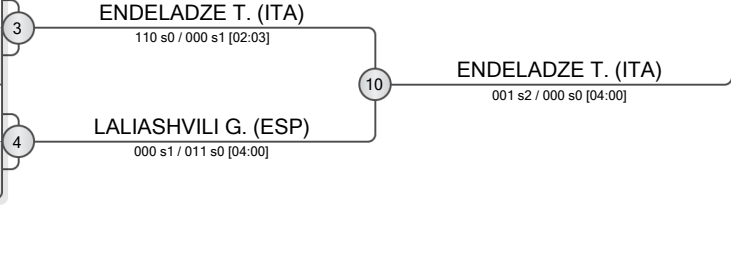 ENDELADZE T. (ITA)
3
110 s0 / 000 s1 [02:03]
ENDELADZE T. (ITA)
10
001 s2 / 000 s0 [04:00]
LALIASHVILI G. (ESP)
4
000 s1 / 011 s0 [04:00]